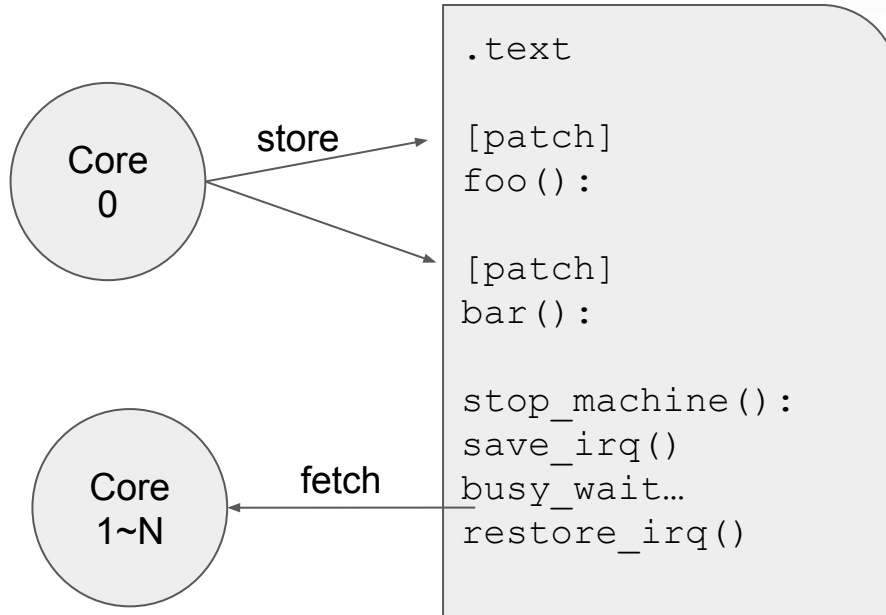 Core
0
store
Core
1~N
fetch
.text
[patch]
foo():
[patch]
bar():
stop_machine():
save_irq()
busy_wait…
restore_irq()